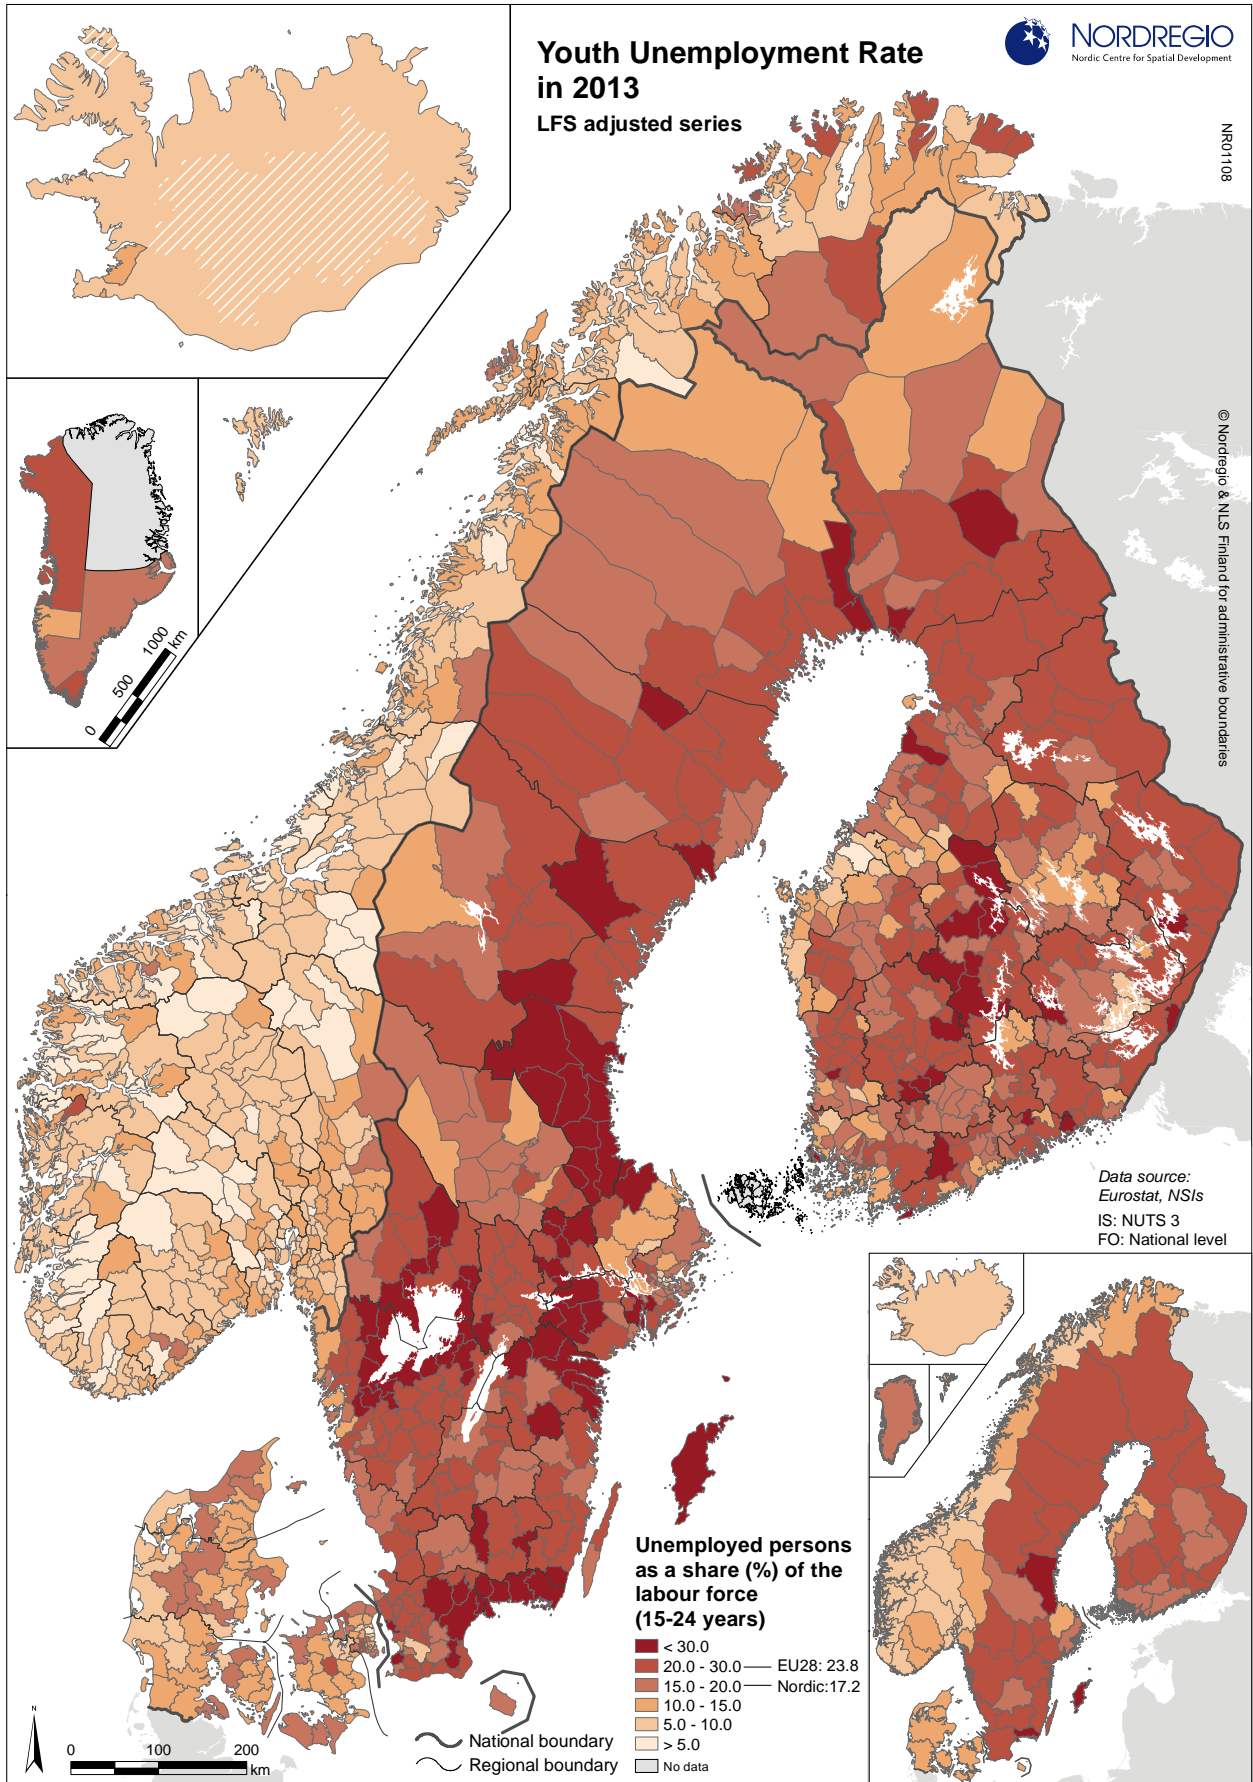 Youth Unemployment Rate
in 2013
LFS adjusted series
NORDREGIO
Nordic Centre for Spatial Development
NR01108
© Nordregio & NLS Finland for administrative boundaries
0 500 1000
km
Data source:
Eurostat, NSIs
IS: NUTS 3
FO: National level
Unemployed persons
as a share (%) of the
labour force
(15-24 years)
< 30.0
20.0 - 30.0 EU28: 23.8
15.0 - 20.0 Nordic:17.2
10.0 - 15.0
5.0 - 10.0
> 5.0
No data
National boundary
Regional boundary
N
0 100 200
km